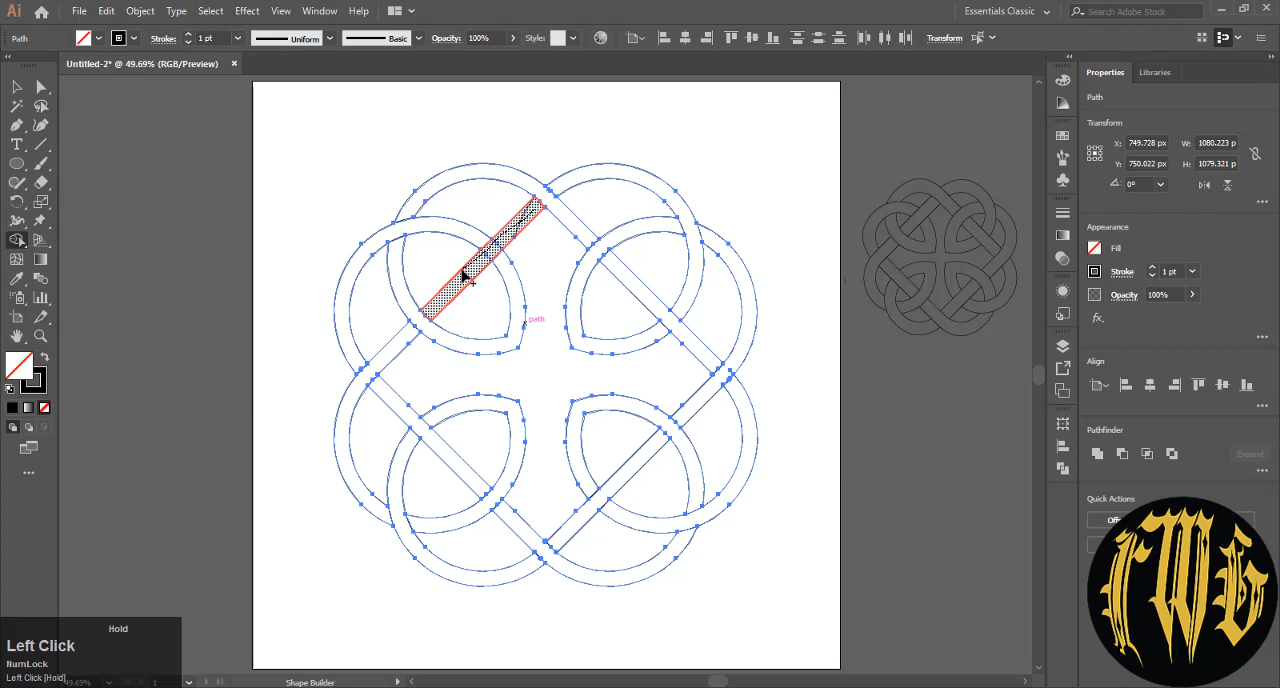 Ai File Edit Object Type Select Effect View Window Help Essentials Classic Search Adobe Stock
Path Stroke: 1 pt Uniform Basic Opacity: 100% Style: Transform
Untitled-2* @ 49.69% (RGB/Preview)
Properties Libraries
Path
Transform
X: 749.728 px W: 1080.223 p
Y: 750.022 px H: 1079.321 p
0°
Appearance
Fill
Stroke 1 pt
Opacity 100%
fx.
path
Align
Pathfinder
Expand
Quick Actions
Off
Hold
Left Click
NumLock
Left Click [Hold]
49.69% 1 Shape Builder